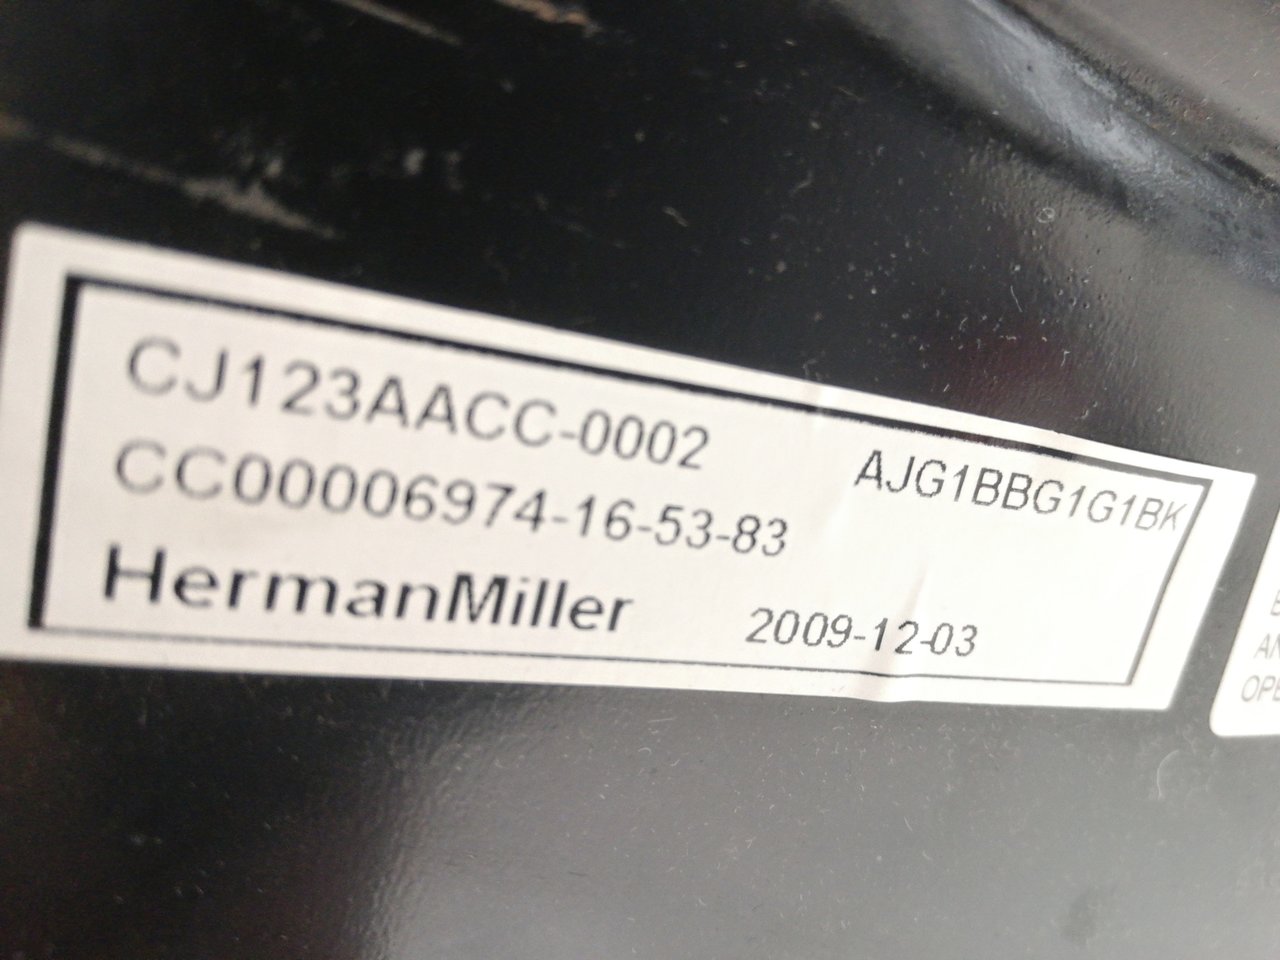 CJ123AACC-0002
AJG1BBG1G1BK
CC00006974-16-53-83
HermanMiller
2009-12-03